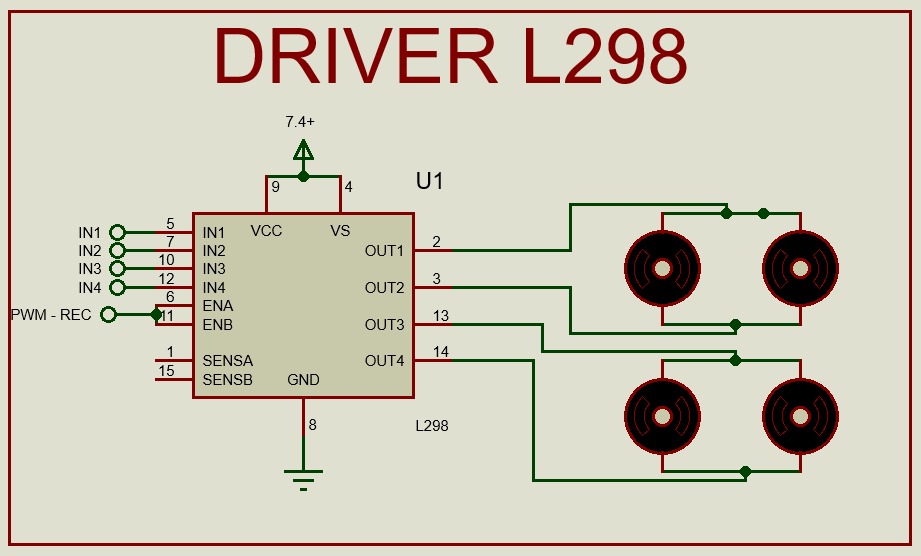 DRIVER L298
7.4+
U1
9
4
VCC
VS
IN1
5
IN1
IN2
7
IN2
IN3
10
IN3
IN4
12
IN4
6
ENA
PWM - REC
11
ENB
1
SENSA
15
SENSB
GND
8
OUT1
2
OUT2
3
OUT3
13
OUT4
14
L298